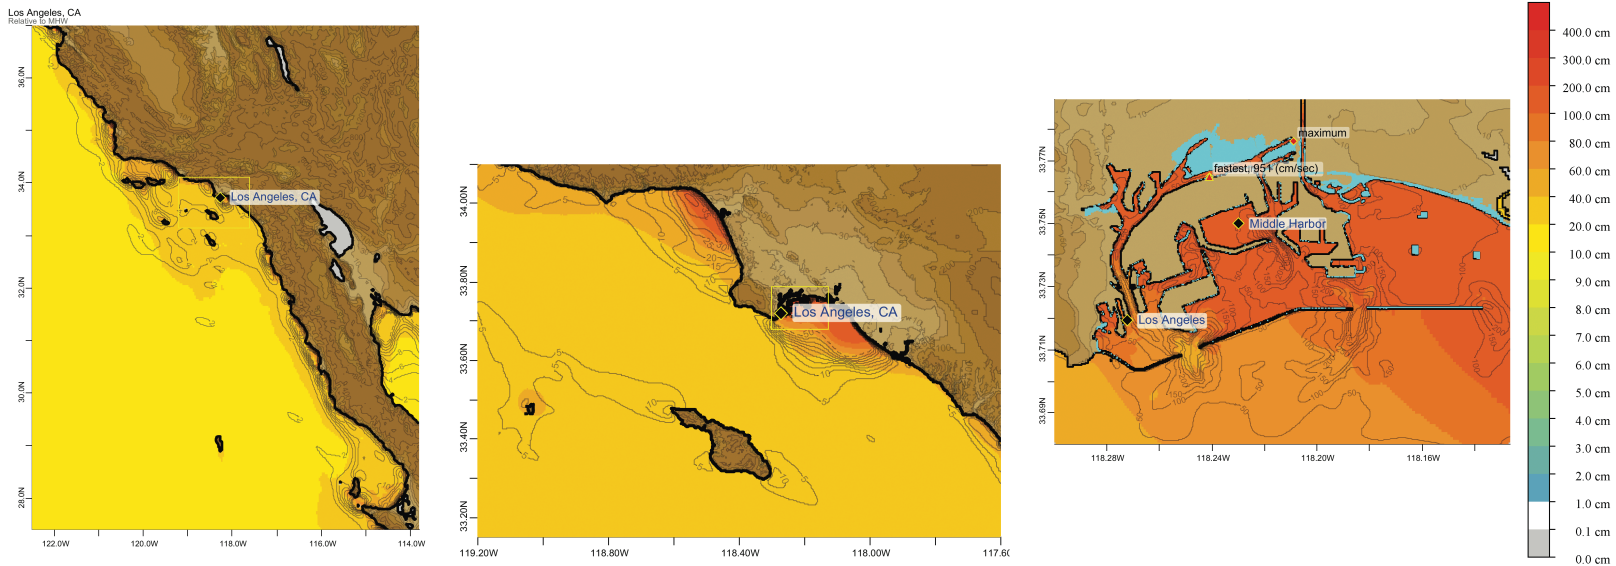 Los Angeles, CA
Relative to MHW
36.0N
34.0N
32.0N
30.0N
28.0N
122.0W
120.0W
118.0W
116.0W
114.0W
Los Angeles, CA
34.00N
33.80N
33.60N
33.40N
33.20N
119.20W
118.80W
118.40W
118.00W
117.60
Los Angeles, CA
33.77N
33.75N
33.73N
33.71N
33.69N
118.28W
118.24W
118.20W
118.16W
maximum
fastest, 951 (cm/sec)
Middle Harbor
Los Angeles
400.0 cm
300.0 cm
200.0 cm
100.0 cm
80.0 cm
60.0 cm
40.0 cm
20.0 cm
10.0 cm
9.0 cm
8.0 cm
7.0 cm
6.0 cm
5.0 cm
4.0 cm
3.0 cm
2.0 cm
1.0 cm
0.1 cm
0.0 cm